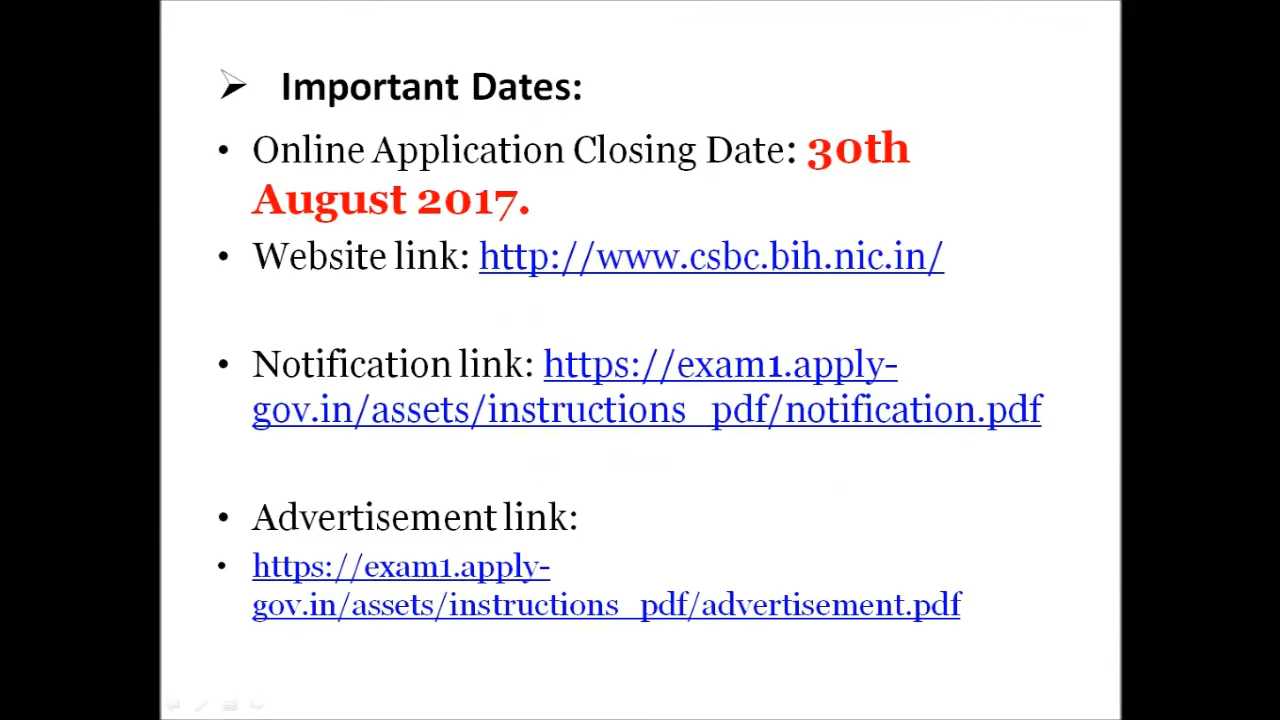 Important Dates:
Online Application Closing Date: 30th
August 2017.
Website link: http://www.csbc.bih.nic.in/
Notification link: https://exam1.apply-
gov.in/assets/instructions_pdf/notification.pdf
Advertisement link:
https://exam1.apply-
gov.in/assets/instructions_pdf/advertisement.pdf